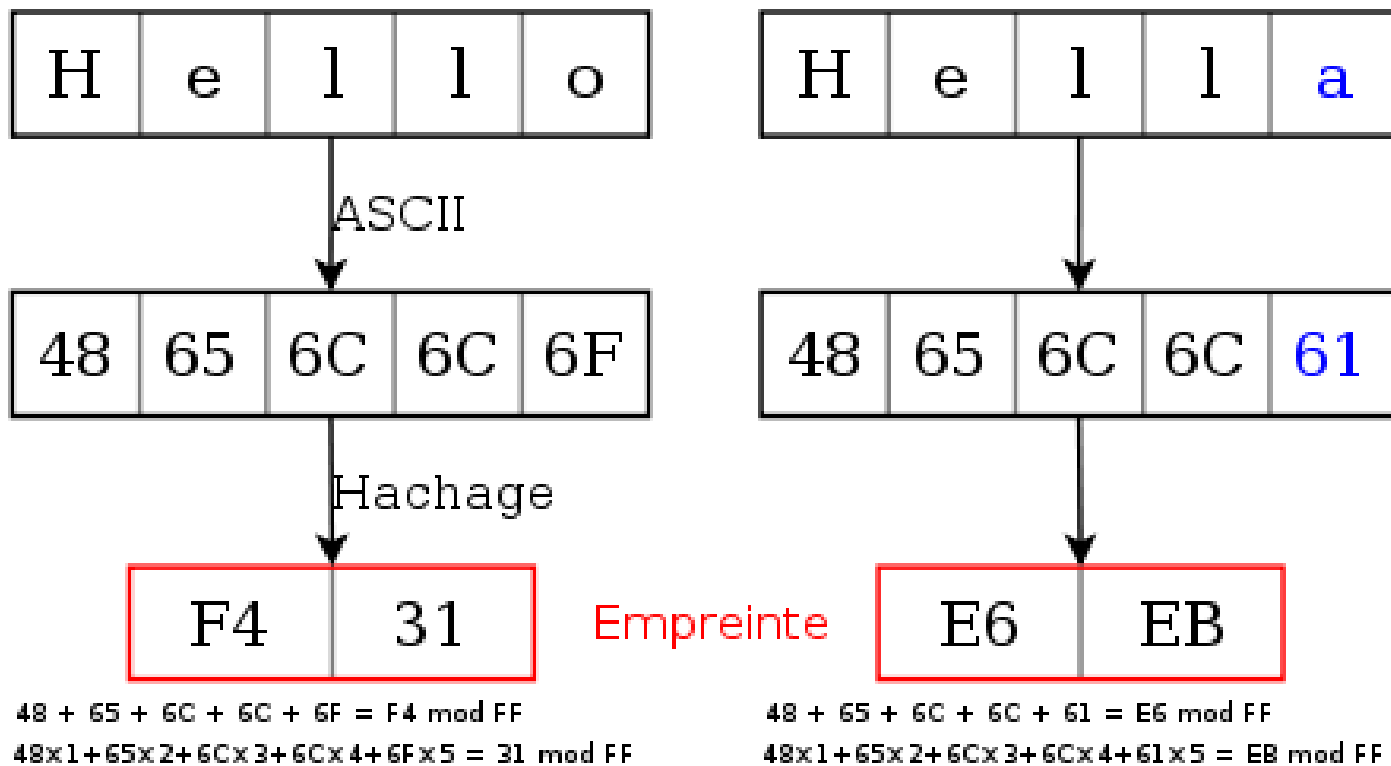 H e l l o
H e l l a
ASCII
48 65 6C 6C 6F
48 65 6C 6C 61
Hachage
F4 31
Empreinte
E6 EB
48 + 65 + 6C + 6C + 6F = F4 mod FF
48x1+65x2+6Cx3+6Cx4+6Fx5 = 31 mod FF
48 + 65 + 6C + 6C + 61 = E6 mod FF
48x1+65x2+6Cx3+6Cx4+61x5 = EB mod FF